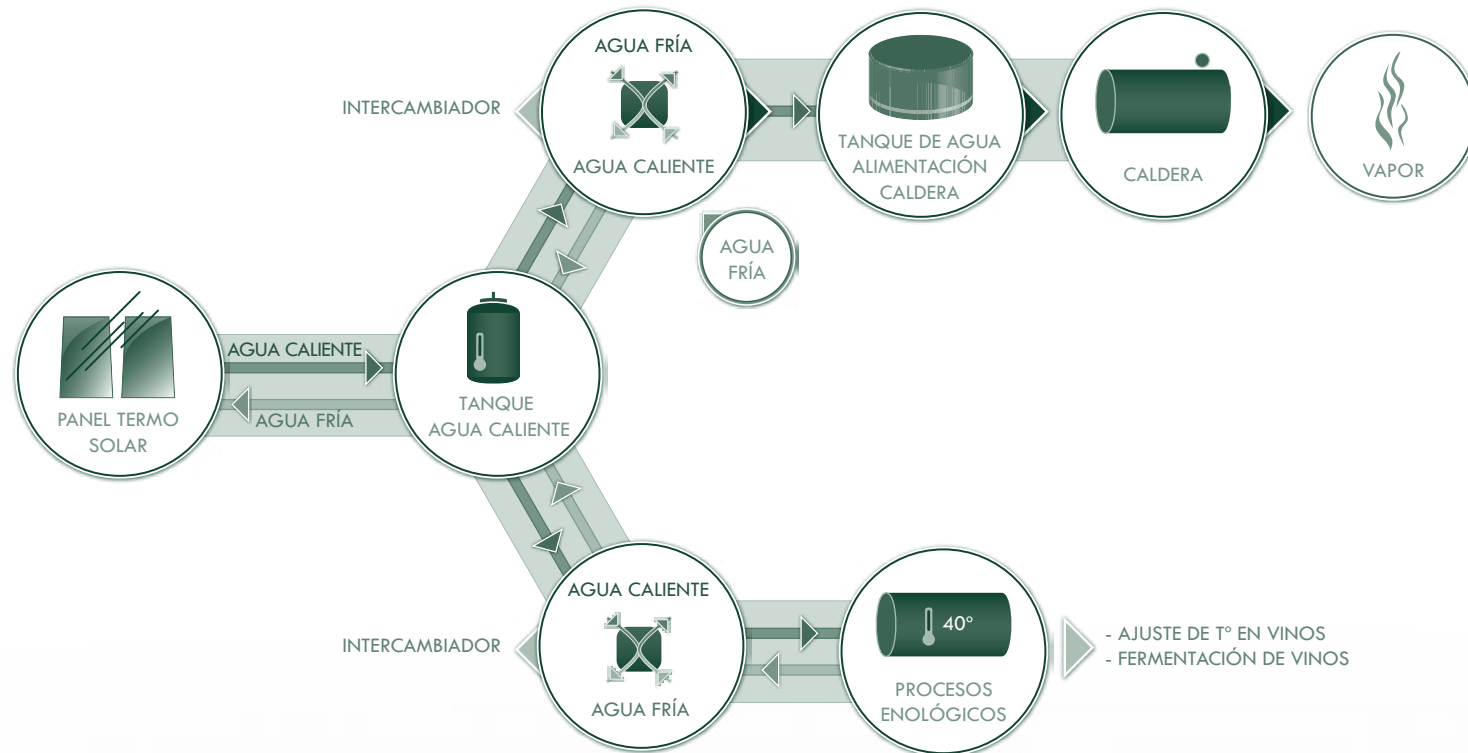 AGUA FRÍA
INTERCAMBIADOR
AGUA CALIENTE
TANQUE DE AGUA
ALIMENTACIÓN
CALDERA
CALDERA
VAPOR
AGUA
FRÍA
AGUA CALIENTE
AGUA FRÍA
PANEL TERMO
SOLAR
TANQUE
AGUA CALIENTE
AGUA CALIENTE
INTERCAMBIADOR
AGUA FRÍA
40°
PROCESOS
ENOLÓGICOS
- AJUSTE DE T° EN VINOS
- FERMENTACIÓN DE VINOS